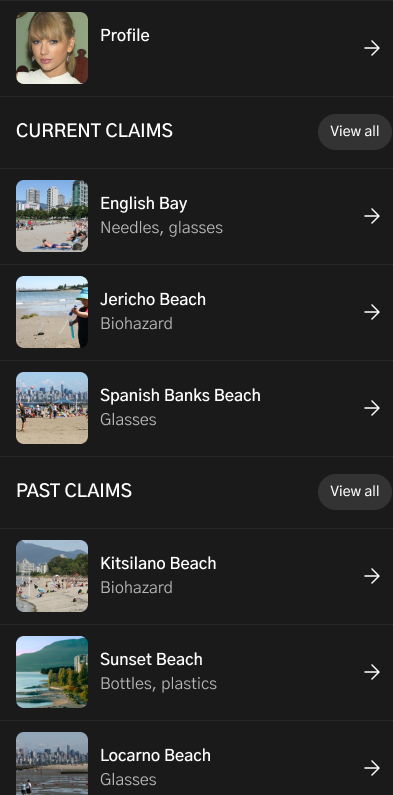 Profile
CURRENT CLAIMS
View all
English Bay
Needles, glasses
Jericho Beach
Biohazard
Spanish Banks Beach
Glasses
PAST CLAIMS
View all
Kitsilano Beach
Biohazard
Sunset Beach
Bottles, plastics
Locarno Beach
Glasses